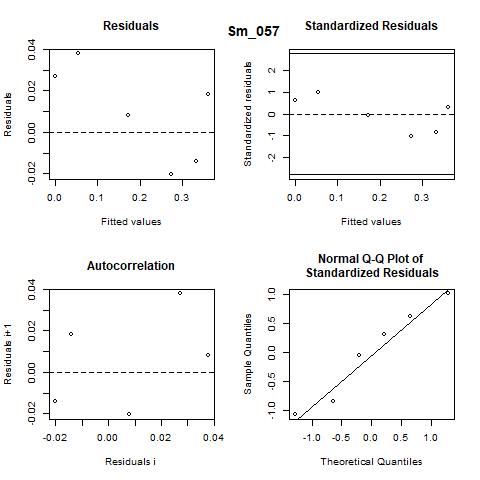 Sm_057
Residuals
Residuals
-0.02
0.00
0.02
0.04
0.0
0.1
0.2
0.3
Fitted values
Standardized Residuals
Standardized residuals
-2
-1
0
1
2
0.0
0.1
0.2
0.3
Fitted values
Autocorrelation
Residuals i+1
-0.02
0.00
0.02
0.04
-0.02
0.00
0.02
0.04
Residuals i
Normal Q-Q Plot of
Standardized Residuals
Sample Quantiles
-1.0
-0.5
0.0
0.5
1.0
-1.0
-0.5
0.0
0.5
1.0
Theoretical Quantiles